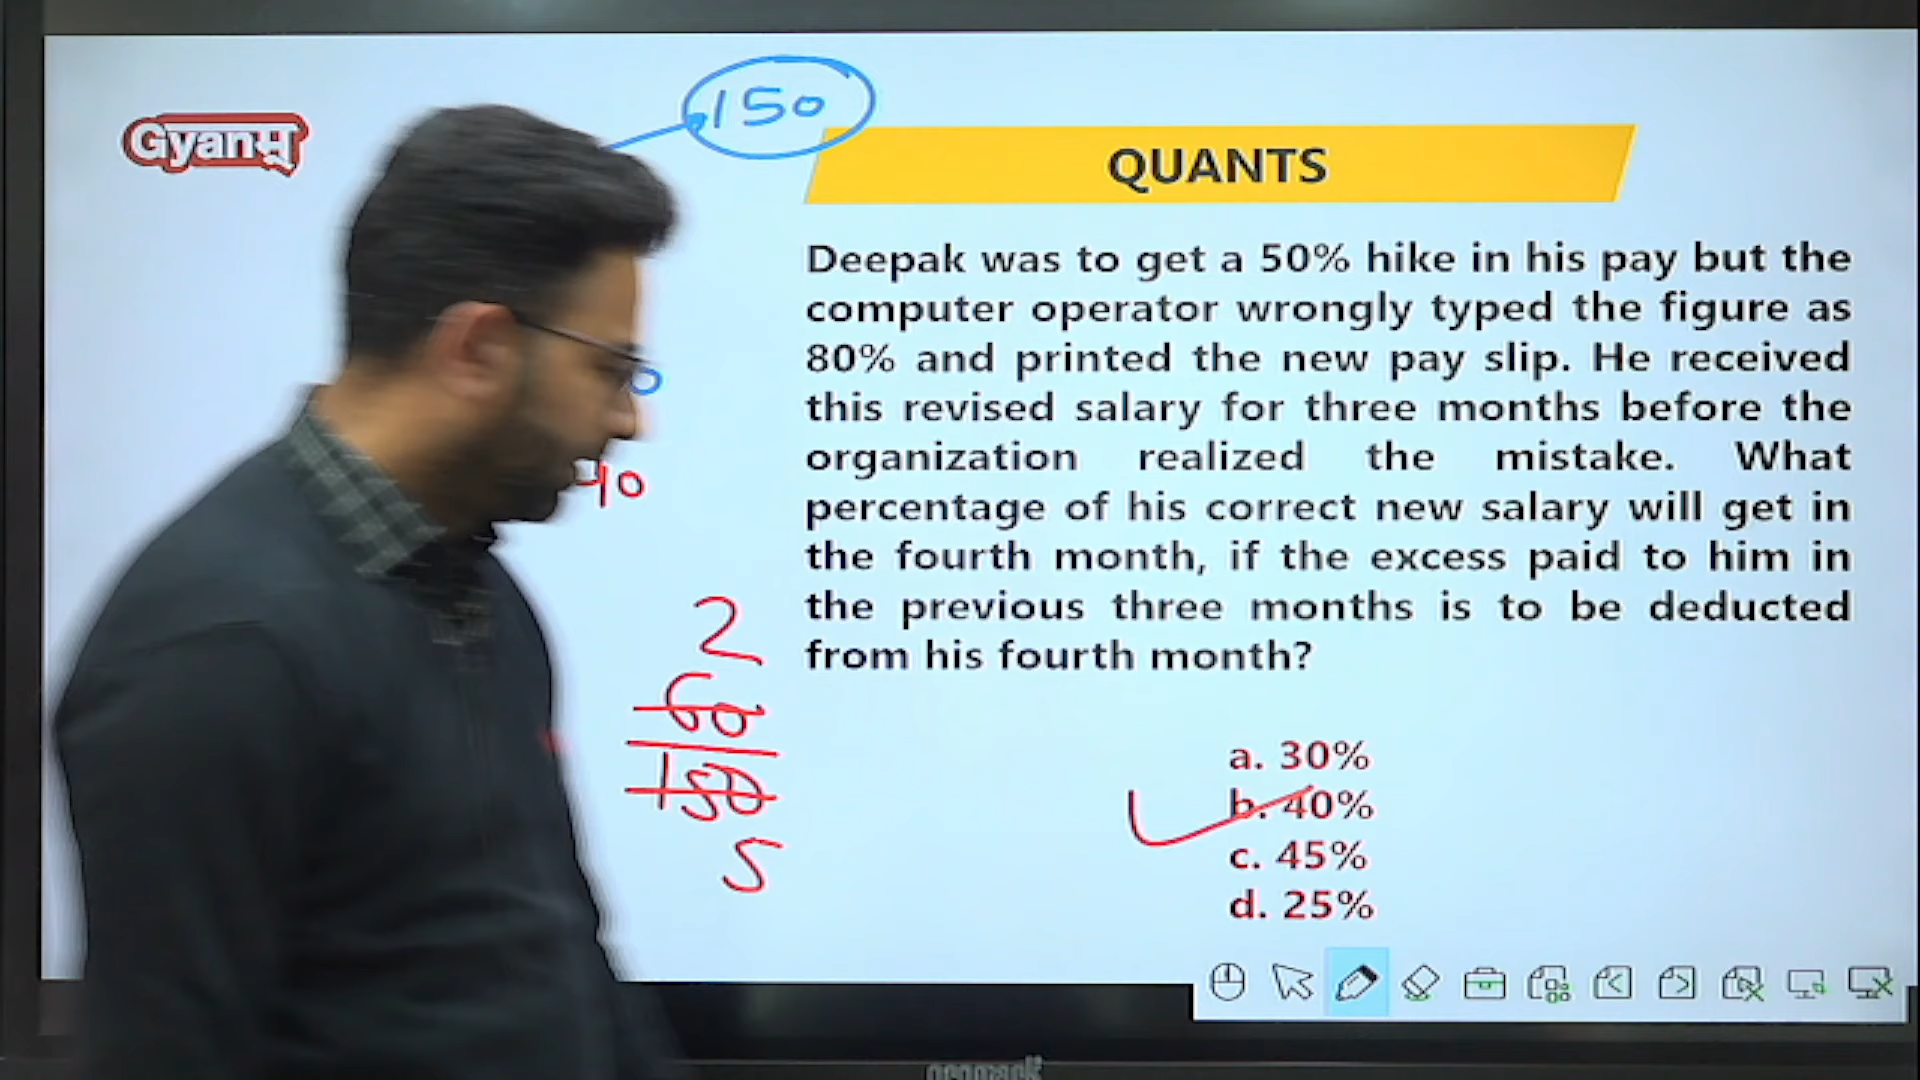 150
Gyanम्
QUANTS
Deepak was to get a 50% hike in his pay but the
computer operator wrongly typed the figure as
80% and printed the new pay slip. He received
this revised salary for three months before the
organization realized the mistake. What
percentage of his correct new salary will get in
the fourth month, if the excess paid to him in
the previous three months is to be deducted
from his fourth month?
0
40
2
60
150
5
a. 30%
b. 40%
c. 45%
d. 25%